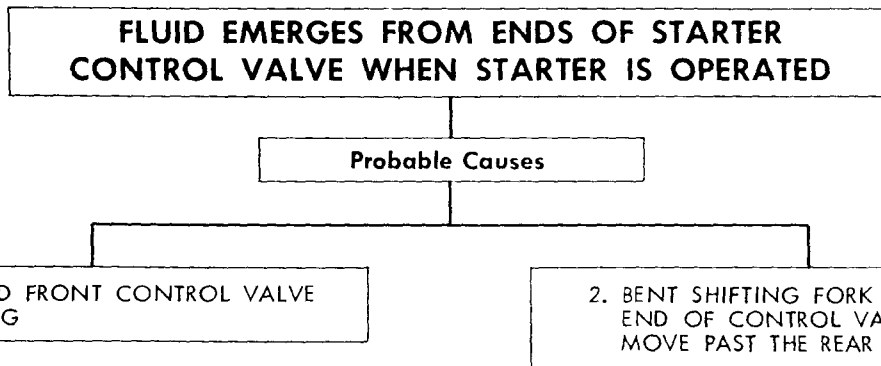 FLUID EMERGES FROM ENDS OF STARTER
CONTROL VALVE WHEN STARTER IS OPERATED
Probable Causes
FRONT CONTROL VALVE
2. BENT SHIFTING FORK
END OF CONTROL
MOVE PAST THE REAR